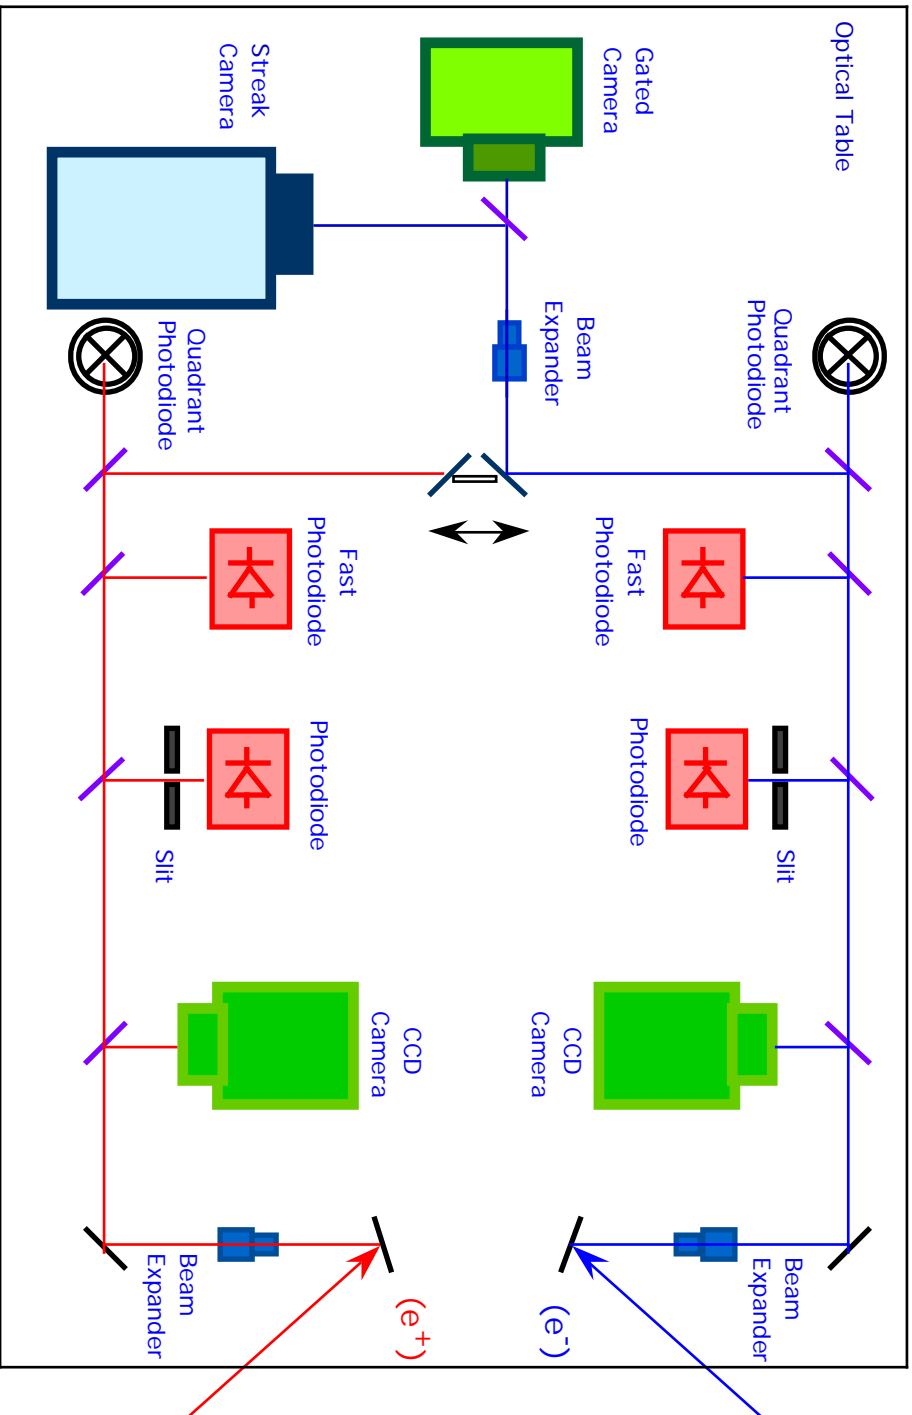 Optical Table
Gated
Camera
Streak
Camera
Quadrant
Photodiode
Beam
Expander
Quadrant
Photodiode
Fast
Photodiode
Fast
Photodiode
Photodiode
Slit
Photodiode
Slit
CCD
Camera
CCD
Camera
Beam
Expander
(e-)
(e+)
Beam
Expander